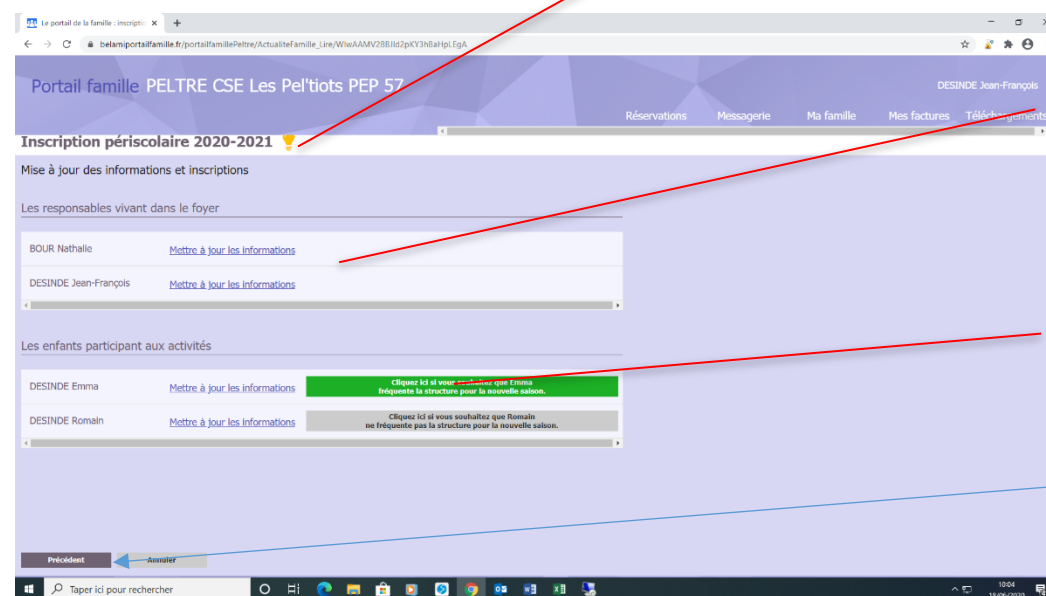 Le portail de la famille : inscriptio
belamiportailfamille.fr/portailfamillePeltre/ActualiteFamille_Lire/
Portail famille PELTRE CSE Les Pel'tiots PEP 57
DESINDE Jean-François
Réservations Messagerie Ma famille Mes factures Téléchargements
Inscription périscolaire 2020-2021
Mise à jour des informations et inscriptions
Les responsables vivant dans le foyer
BOUR Nathalie Mettre à jour les informations
DESINDE Jean-François Mettre à jour les informations
Les enfants participant aux activités
DESINDE Emma Mettre à jour les informations
Cliquez ici si vous souhaitez que Emma
fréquente la structure pour la nouvelle saison.
DESINDE Romain Mettre à jour les informations
Cliquez ici si vous souhaitez que Romain
ne fréquente pas la structure pour la nouvelle saison.
Précédent Annuler
Taper ici pour rechercher
10:04
18/06/2020